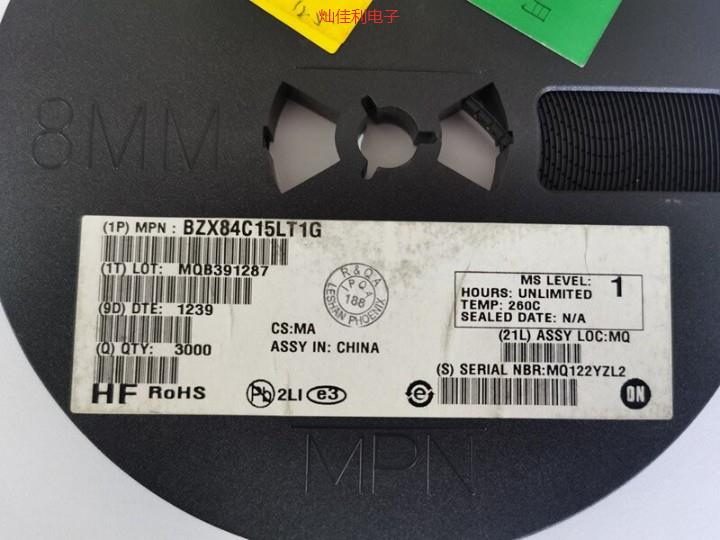 灿佳利电子
8MM
(1P) MPN : BZX84C15LT1G
(1T) LOT: MQB391287
(9D) DTE: 1239
(Q) QTY: 3000
HF RoHS
Pb 2LI e3
R & Q A
IPQA
188
LESHAN PHOENIX
CS:MA
ASSY IN: CHINA
MS LEVEL: 1
HOURS: UNLIMITED
TEMP: 260C
SEALED DATE: N/A
(21L) ASSY LOC:MQ
(S) SERIAL NBR:MQ122YZL2
e
ON
MPN